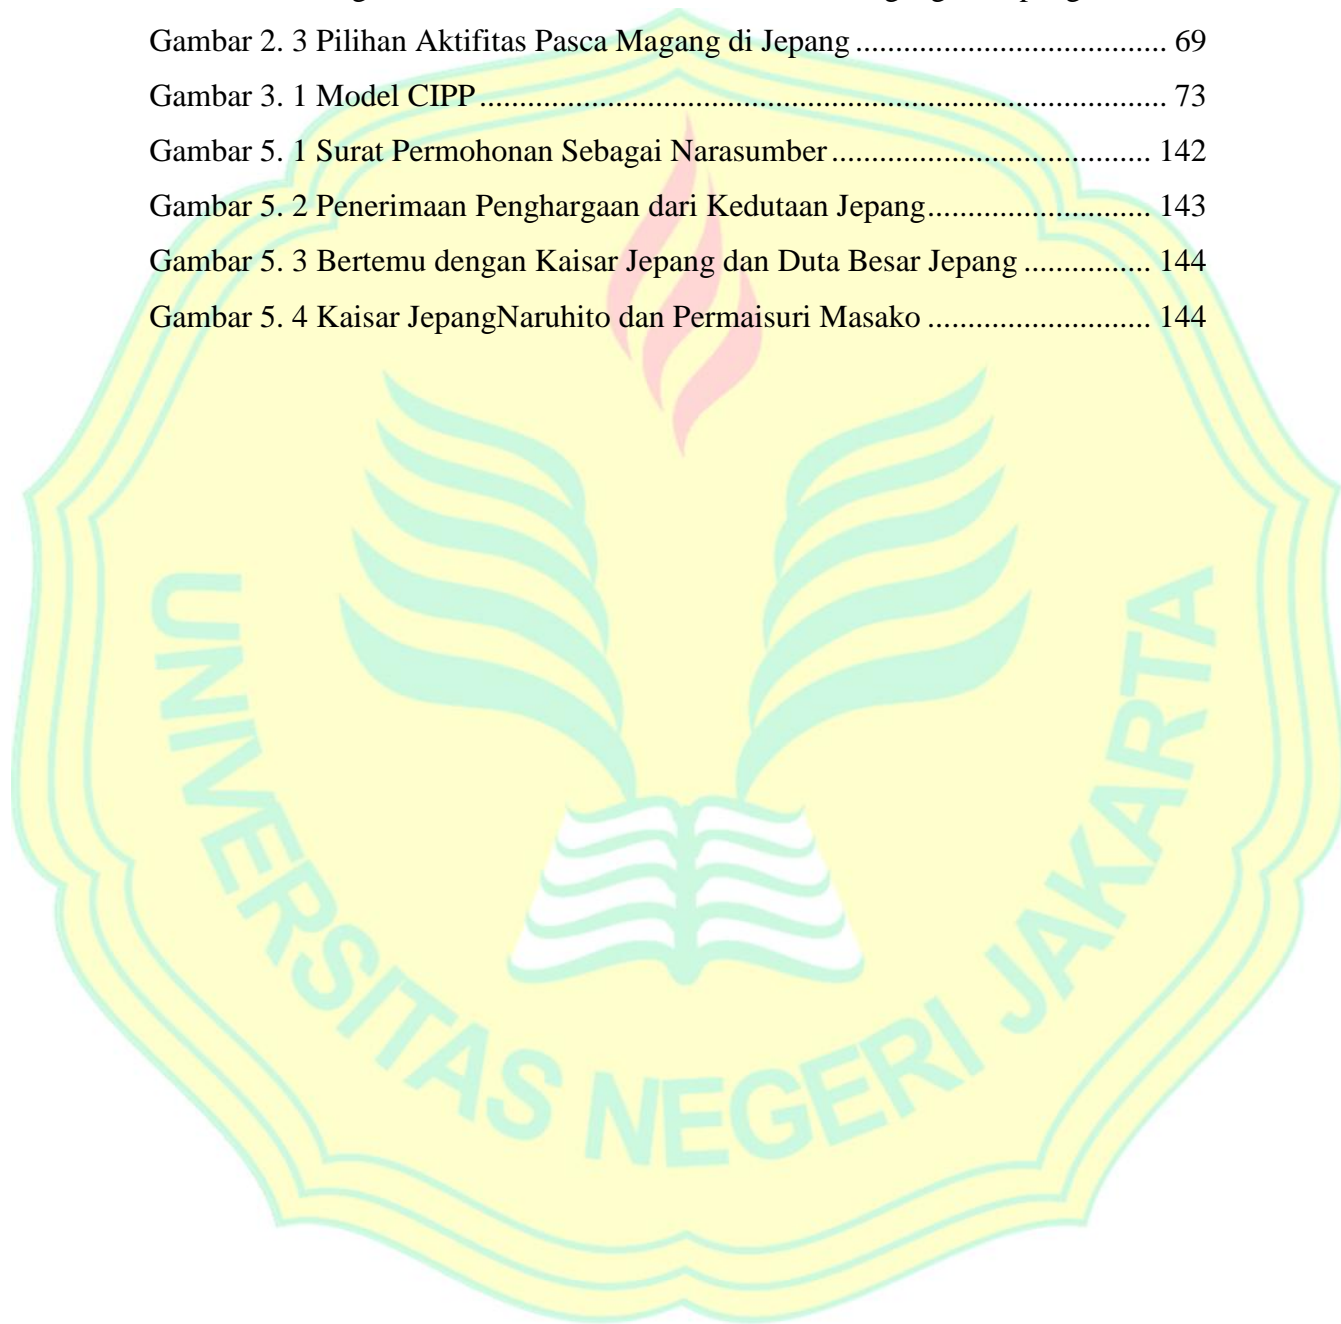 Gambar 2. 3 Pilihan Aktifitas Pasca Magang di Jepang ....................................... 69
Gambar 3. 1 Model CIPP ...................................................................................... 73
Gambar 5. 1 Surat Permohonan Sebagai Narasumber ........................................ 142
Gambar 5. 2 Penerimaan Penghargaan dari Kedutaan Jepang............................ 143
Gambar 5. 3 Bertemu dengan Kaisar Jepang dan Duta Besar Jepang ................ 144
Gambar 5. 4 Kaisar JepangNaruhito dan Permaisuri Masako ............................ 144
UNIVERSITAS NEGERI JAKARTA